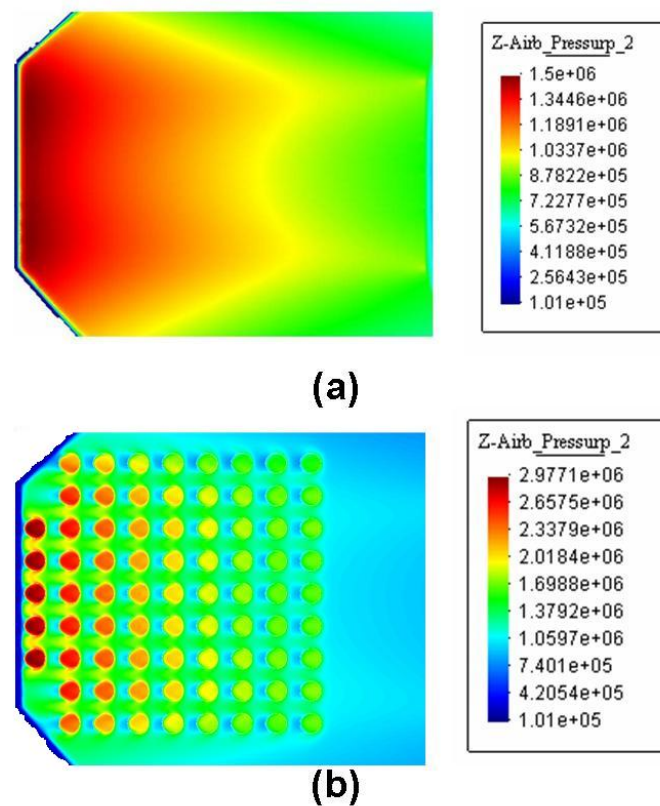 Z-Airb_Pressurp_2
1.5e+06
1.3446e+06
1.1891e+06
1.0337e+06
8.7822e+05
7.2277e+05
5.6732e+05
4.1188e+05
2.5643e+05
1.01e+05
(a)
Z-Airb_Pressurp_2
2.9771e+06
2.6575e+06
2.3379e+06
2.0184e+06
1.6988e+06
1.3792e+06
1.0597e+06
7.401e+05
4.2054e+05
1.01e+05
(b)